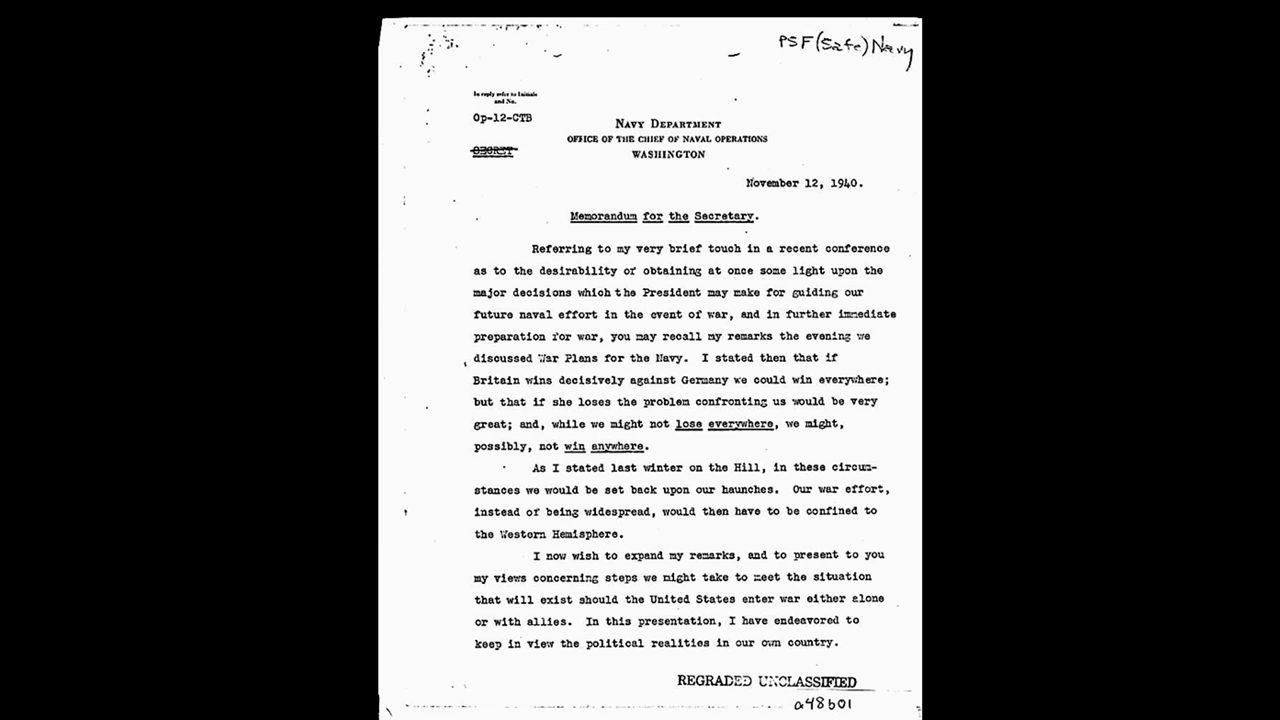 PSF(Safe)Navy
In reply refer to Initials
and No.
Op-12-CTB
SECRET
NAVY DEPARTMENT
OFFICE OF THE CHIEF OF NAVAL OPERATIONS
WASHINGTON
November 12, 1940.
Memorandum for the Secretary.
Referring to my very brief touch in a recent conference
as to the desirability of obtaining at once some light upon the
major decisions which the President may make for guiding our
future naval effort in the event of war, and in further immediate
preparation for war, you may recall my remarks the evening we
discussed War Plans for the Navy. I stated then that if
Britain wins decisively against Germany we could win everywhere;
but that if she loses the problem confronting us would be very
great; and, while we might not lose everywhere, we might,
possibly, not win anywhere.
As I stated last winter on the Hill, in these circum-
stances we would be set back upon our haunches. Our war effort,
instead of being widespread, would then have to be confined to
the Western Hemisphere.
I now wish to expand my remarks, and to present to you
my views concerning steps we might take to meet the situation
that will exist should the United States enter war either alone
or with allies. In this presentation, I have endeavored to
keep in view the political realities in our own country.
REGRADED UNCLASSIFIED
a48b01